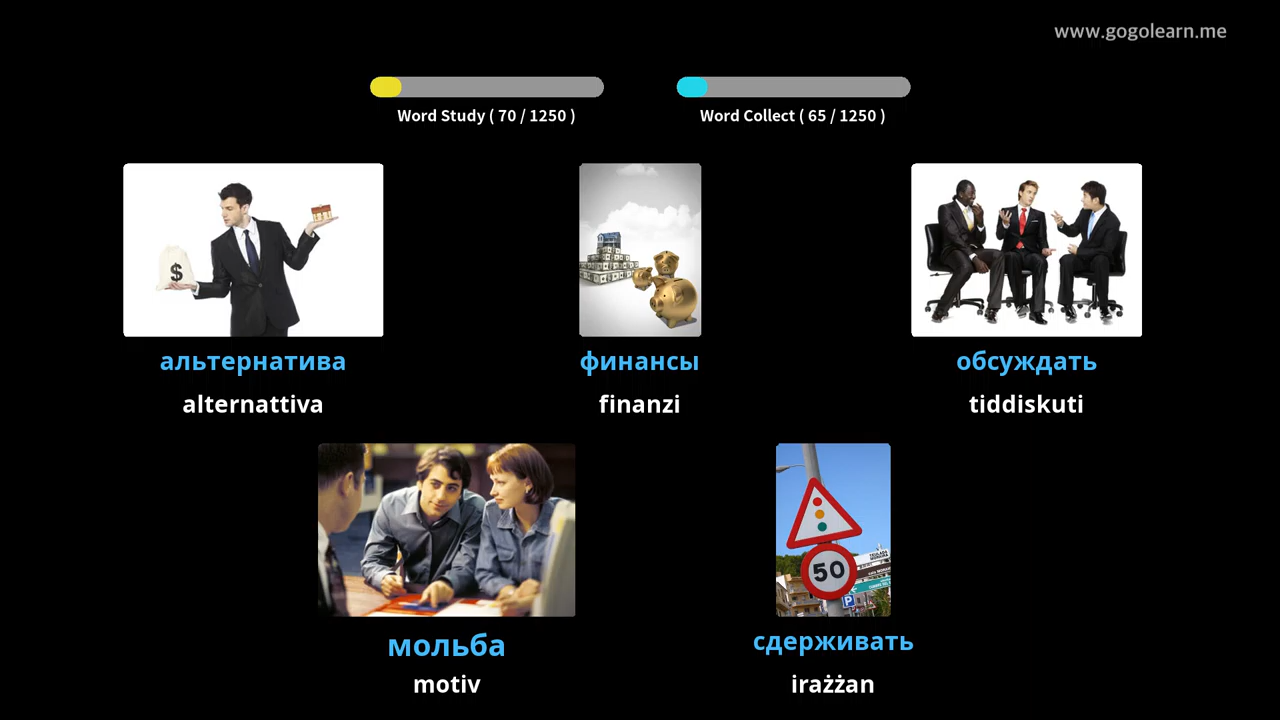 www.gogolearn.me
Word Study ( 70 / 1250 )
Word Collect ( 65 / 1250 )
$
альтернатива
финансы
обсуждать
alternattiva
finanzi
tiddiskuti
50
P
мольба
сдерживать
motiv
irażżan